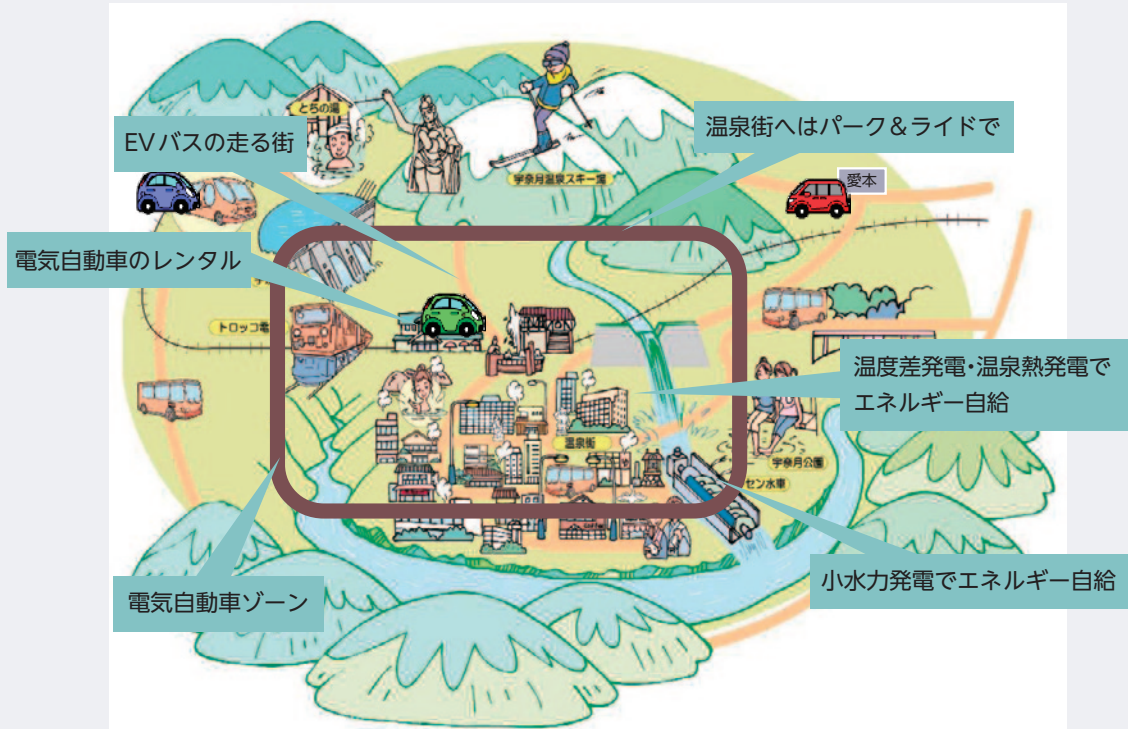 とちの湯
EVバスの走る街
温泉街へはパーク＆ライドで
宇奈月温泉スキー場
愛本
電気自動車のレンタル
トロッコ電
温度差発電・温泉熱発電で
エネルギー自給
温泉街
宇奈月公園
セン水車
小水力発電でエネルギー自給
電気自動車ゾーン